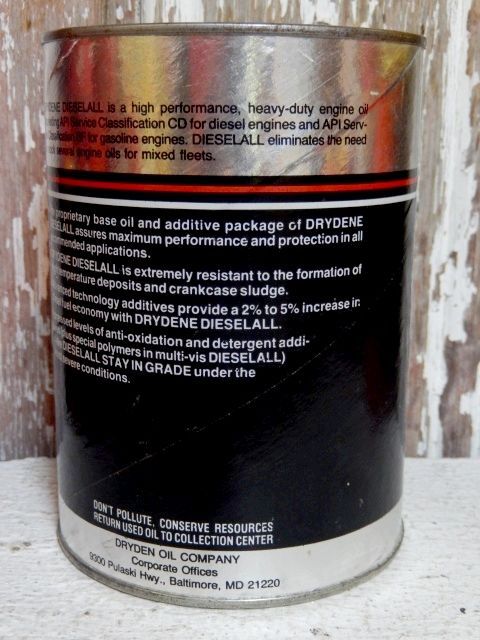 DIESELALL is a high performance, heavy-duty engine oil
API Service Classification CD for diesel engines and API Serv-
for gasoline engines. DIESELALL eliminates the need
several engine oils for mixed fleets.
proprietary base oil and additive package of DRYDENE
assures maximum performance and protection in all
applications.
DIESELALL is extremely resistant to the formation of
temperature deposits and crankcase sludge.
technology additives provide a 2% to 5% increase in
fuel economy with DRYDENE DIESELALL.
levels of anti-oxidation and detergent addi-
plus special polymers in multi-vis DIESELALL)
DIESELALL STAY IN GRADE under the
severe conditions.
DON'T POLLUTE, CONSERVE RESOURCES
RETURN USED OIL TO COLLECTION CENTER
DRYDEN OIL COMPANY
Corporate Offices
9300 Pulaski Hwy., Baltimore, MD 21220